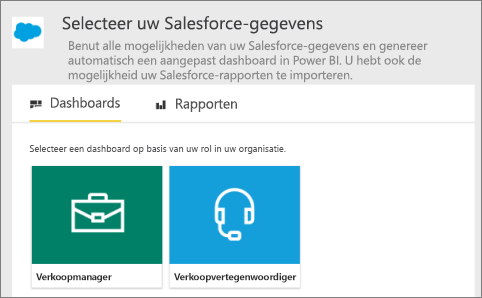 Selecteer uw Salesforce-gegevens
Benut alle mogelijkheden van uw Salesforce-gegevens en genereer
automatisch een aangepast dashboard in Power BI. U hebt ook de
mogelijkheid uw Salesforce-rapporten te importeren.
Dashboards
Rapporten
Selecteer een dashboard op basis van uw rol in uw organisatie.
Verkoopmanager
Verkoopvertegenwoordiger